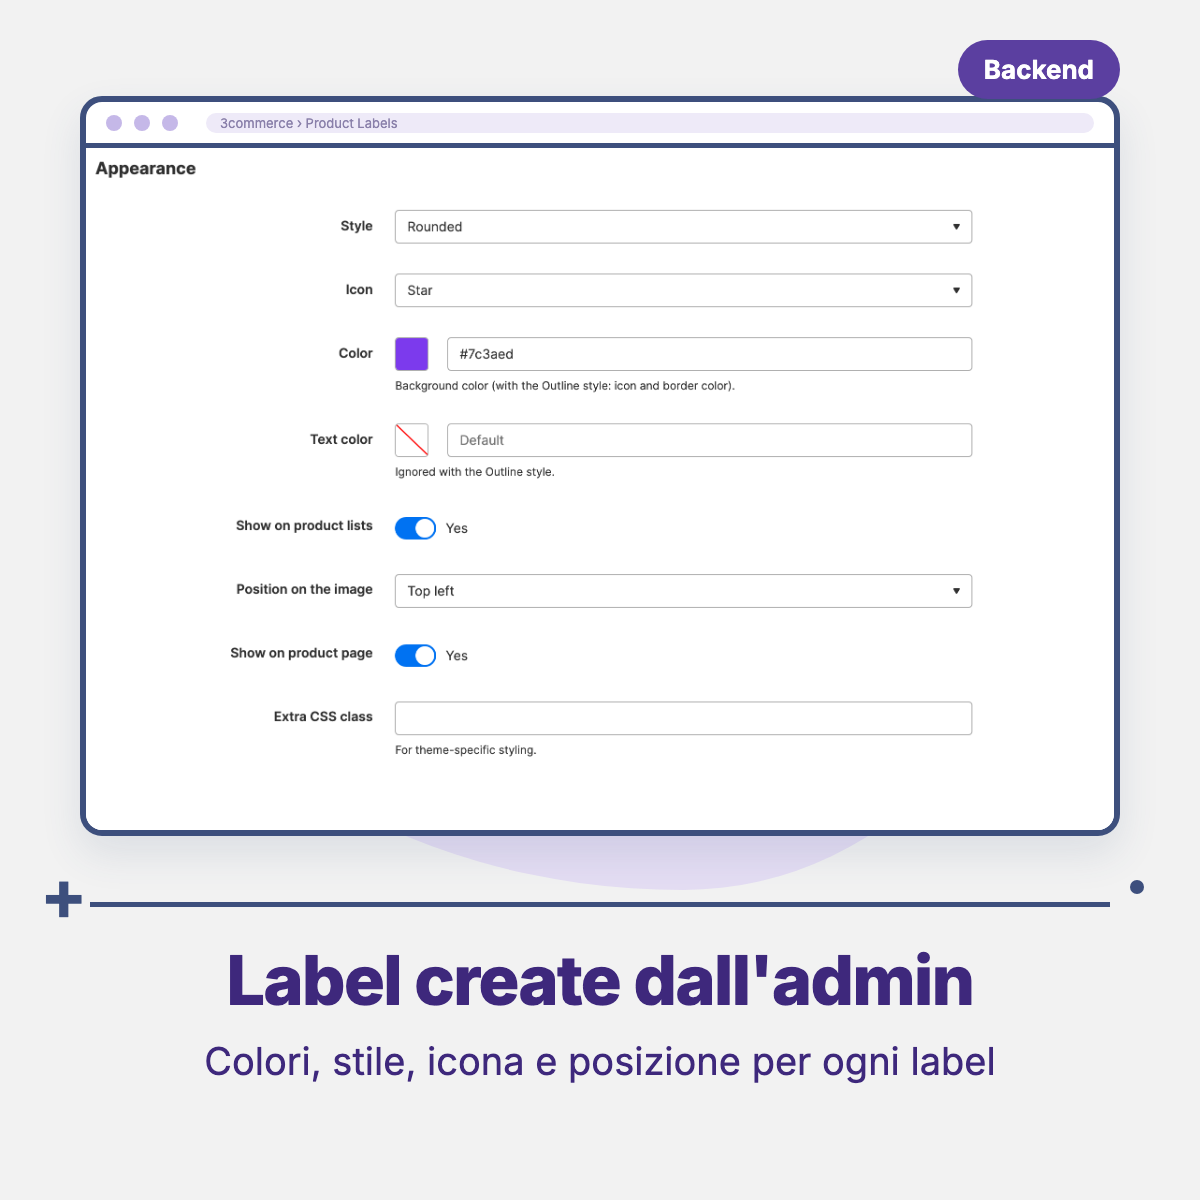 Backend
3commerce › Product Labels
Appearance
Style
Rounded
Icon
Star
Color
#7c3aed
Background color (with the Outline style: icon and border color).
Text color
Default
Ignored with the Outline style.
Show on product lists
Yes
Position on the image
Top left
Show on product page
Yes
Extra CSS class
For theme-specific styling.
Label create dall'admin
Colori, stile, icona e posizione per ogni label